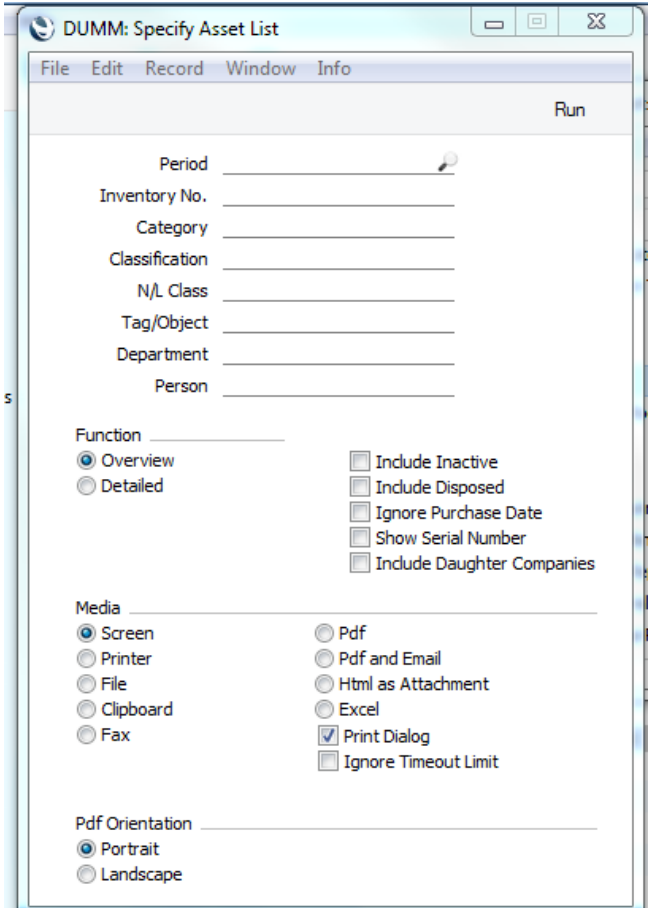 DUMM: Specify Asset List
File Edit Record Window Info
Run
Period
Inventory No.
Category
Classification
N/L Class
Tag/Object
Department
Person
s
Function
Overview
Include Inactive
Detailed
Include Disposed
Ignore Purchase Date
Show Serial Number
Include Daughter Companies
Media
Screen
Pdf
Printer
Pdf and Email
File
Html as Attachment
Clipboard
Excel
Fax
Print Dialog
Ignore Timeout Limit
Pdf Orientation
Portrait
Landscape